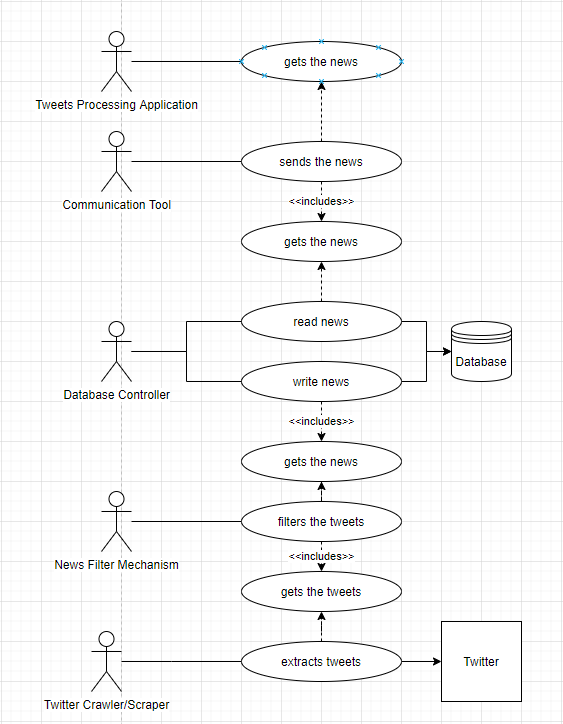 gets the news
Tweets Processing Application
sends the news
Communication Tool
<<includes>>
gets the news
read news
Database
write news
Database Controller
<<includes>>
gets the news
filters the tweets
News Filter Mechanism
<<includes>>
gets the tweets
extracts tweets
Twitter
Twitter Crawler/Scraper